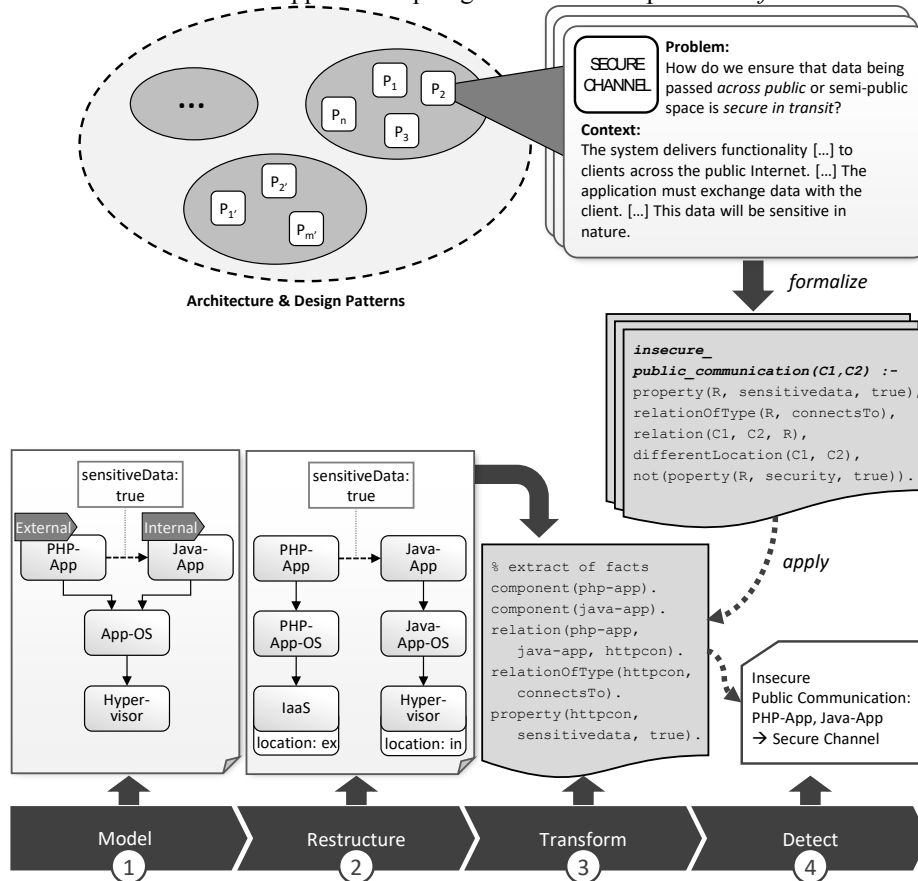 ...
P1
P2
Pn
P3
P2'
P1'
Pm'
Architecture & Design Patterns
SECURE
CHANNEL
Problem:
How do we ensure that data being
passed across public or semi-public
space is secure in transit?
Context:
The system delivers functionality […] to
clients across the public Internet. […] The
application must exchange data with the
client. […] This data will be sensitive in
nature.
formalize
insecure_
public_communication(C1,C2) :-
property(R, sensitivedata, true),
relationOfType(R, connectsTo),
relation(C1, C2, R),
differentLocation(C1, C2),
not(poperty(R, security, true)).
apply
sensitiveData:
true
External
Internal
PHP-
App
Java-
App
App-OS
Hyper-
visor
sensitiveData:
true
PHP-
App
Java-
App
PHP-
App-OS
Java-
App-OS
IaaS
location: ex
Hyper-
visor
location: in
% extract of facts
component(php-app).
component(java-app).
relation(php-app,
java-app, httpcon).
relationOfType(httpcon,
connectsTo).
property(httpcon,
sensitivedata, true).
Insecure
Public Communication:
PHP-App, Java-App
→ Secure Channel
Model
1
Restructure
2
Transform
3
Detect
4